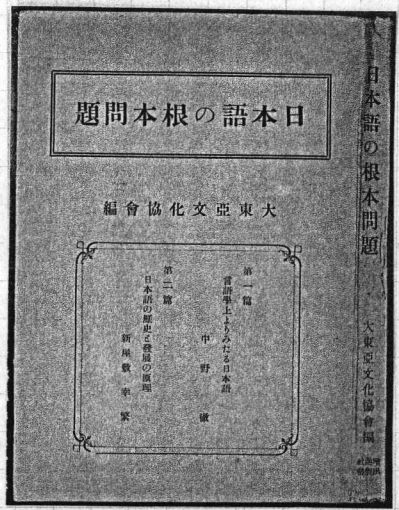 日本語の根本問題
大東亞文化協會編
第一篇
言語學上よりみたる日本語
中野徹
第二篇
日本語の歷史と發展の原理
新屋敷幸繁
日本語の根本問題
大東亞文化協會編